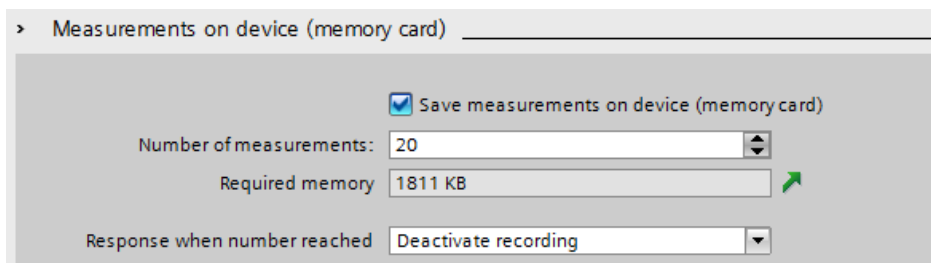 Measurements on device (memory card)
Save measurements on device (memory card)
Number of measurements: 20
Required memory 1811 KB
Response when number reached Deactivate recording